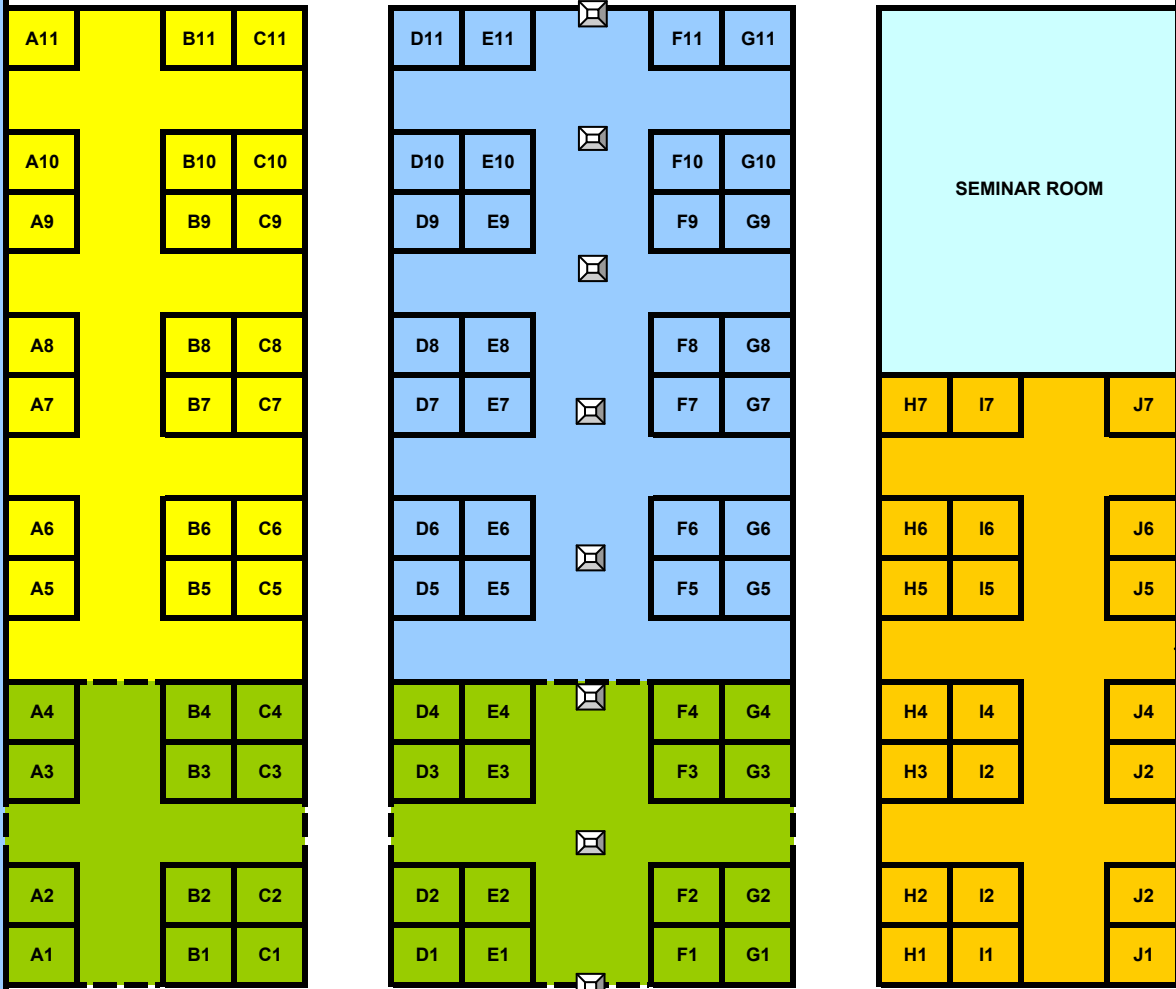 A11 B11 C11 D11 E11 F11 G11
A10 B10 C10 D10 E10 F10 G10
SEMINAR ROOM
A9 B9 C9 D9 E9 F9 G9
A8 B8 C8 D8 E8 F8 G8
A7 B7 C7 D7 E7 F7 G7 H7 I7 J7
A6 B6 C6 D6 E6 F6 G6 H6 I6 J6
A5 B5 C5 D5 E5 F5 G5 H5 I5 J5
A4 B4 C4 D4 E4 F4 G4 H4 I4 J4
A3 B3 C3 D3 E3 F3 G3 H3 I2 J2
A2 B2 C2 D2 E2 F2 G2 H2 I2 J2
A1 B1 C1 D1 E1 F1 G1 H1 I1 J1